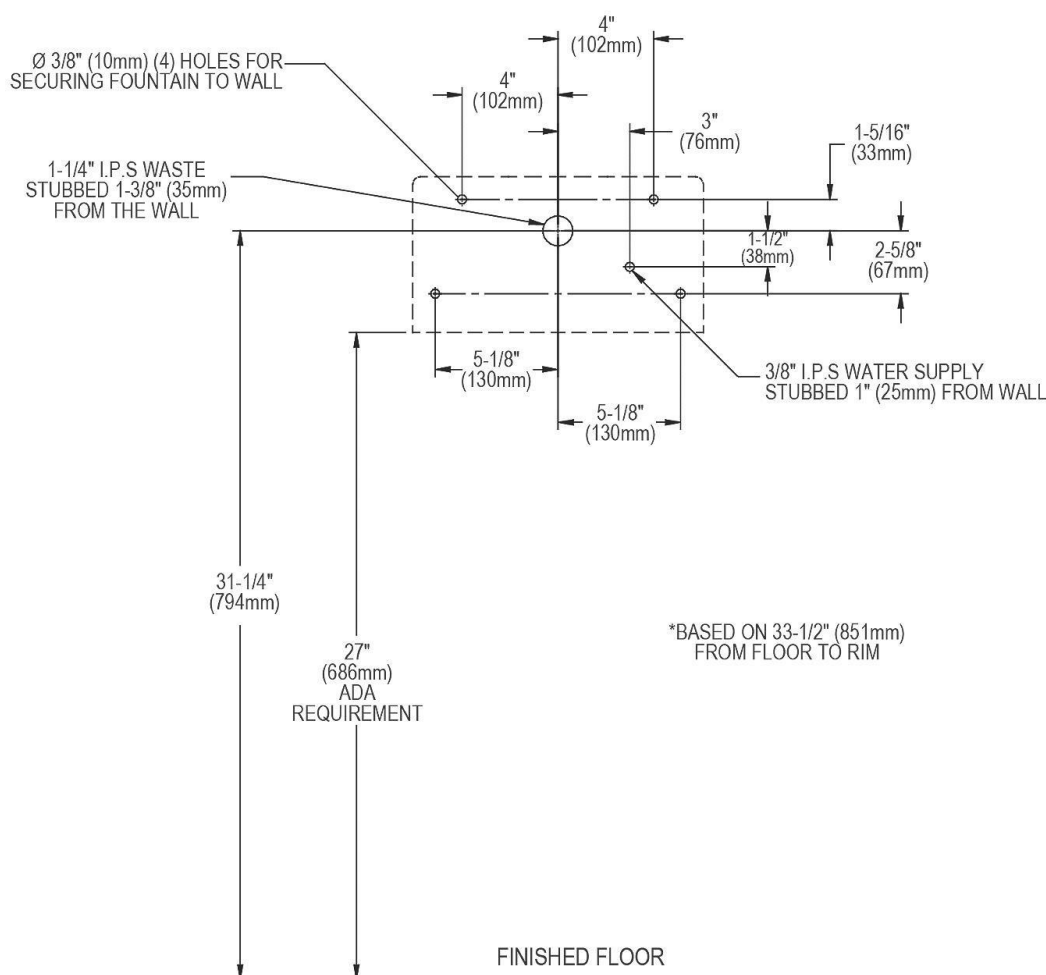 4"
(102mm)
Ø 3/8" (10mm) (4) HOLES FOR
SECURING FOUNTAIN TO WALL
4"
(102mm)
3"
(76mm)
1-5/16"
(33mm)
1-1/4" I.P.S WASTE
STUBBED 1-3/8" (35mm)
FROM THE WALL
1-1/2"
(38mm)
2-5/8"
(67mm)
5-1/8"
(130mm)
3/8" I.P.S WATER SUPPLY
STUBBED 1" (25mm) FROM WALL
5-1/8"
(130mm)
31-1/4"
(794mm)
*BASED ON 33-1/2" (851mm)
FROM FLOOR TO RIM
27"
(686mm)
ADA
REQUIREMENT
FINISHED FLOOR